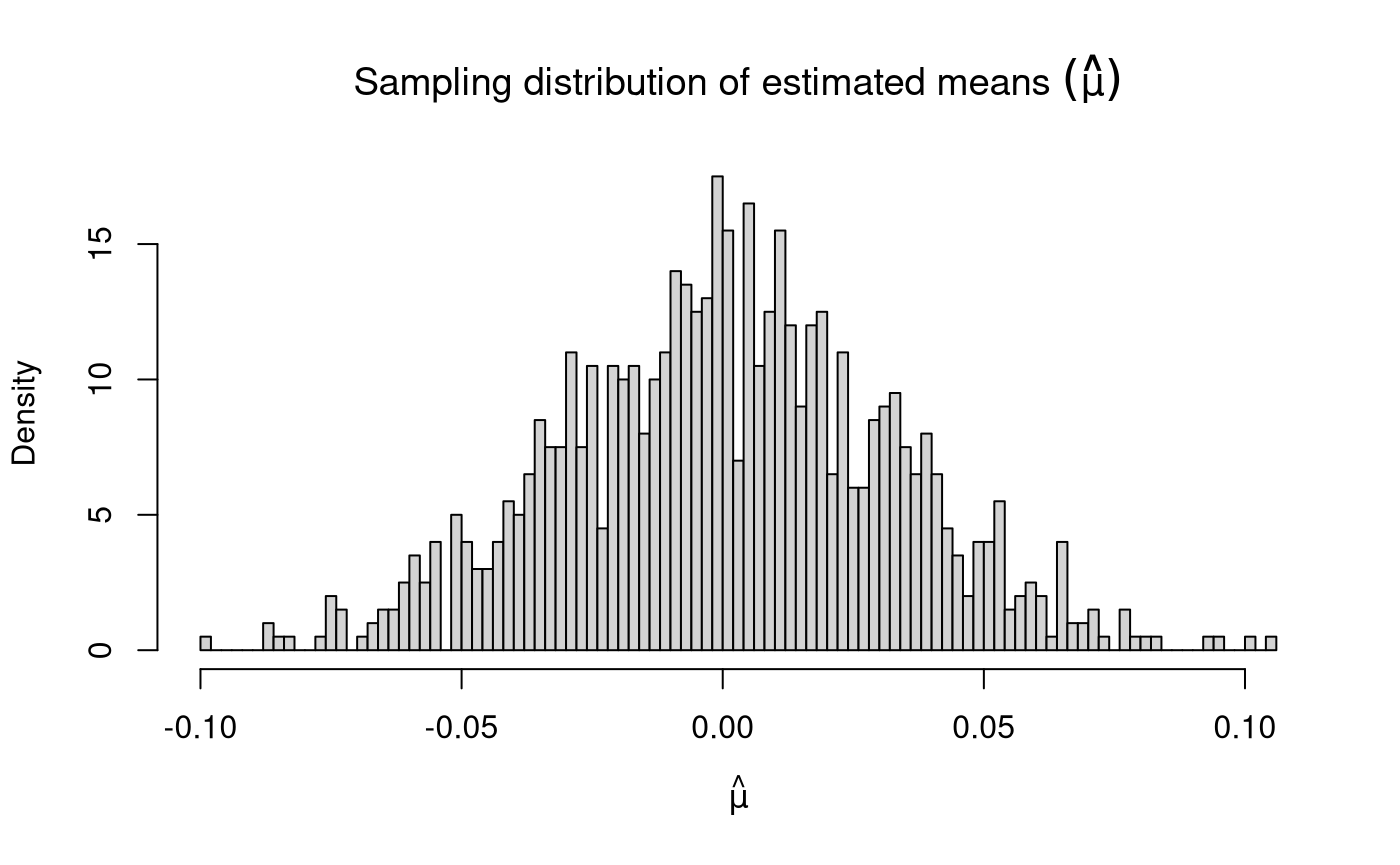 Sampling distribution of estimated means (μ̂)
15
10
5
0
Density
-0.10 -0.05 0.00 0.05 0.10
μ̂